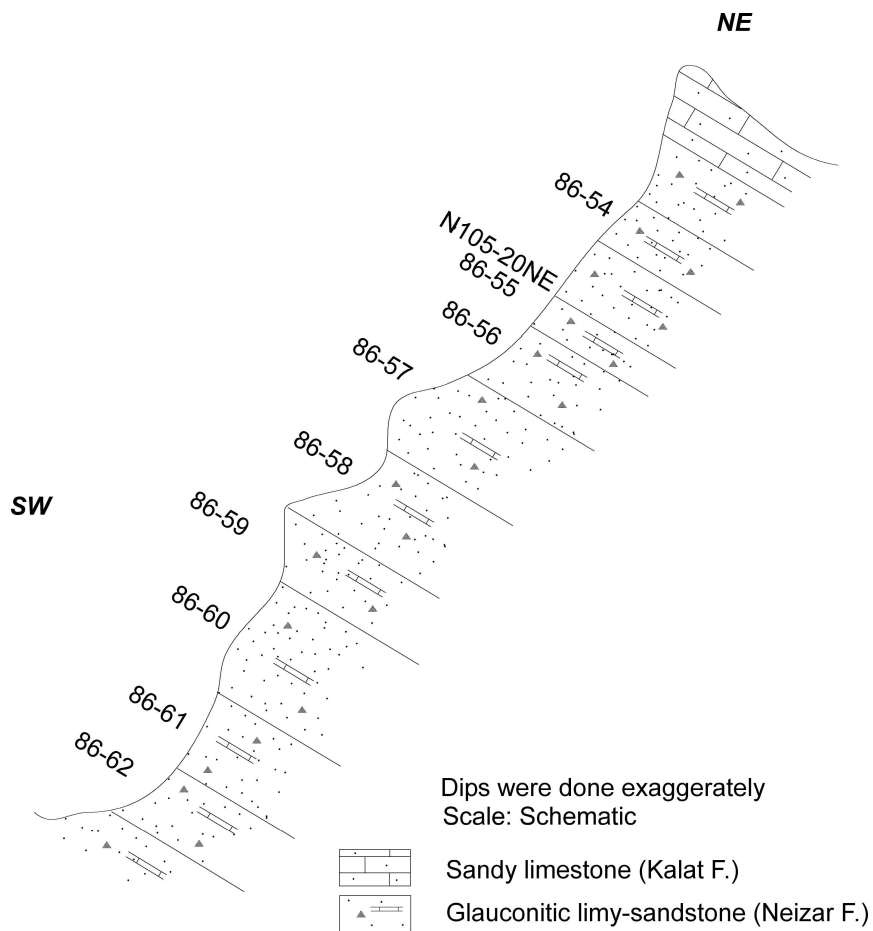 NE
86-54
N105-20NE
86-55
86-56
86-57
86-58
SW
86-59
86-60
86-61
86-62
Dips were done exaggerately
Scale: Schematic
Sandy limestone (Kalat F.)
Glauconitic limy-sandstone (Neizar F.)